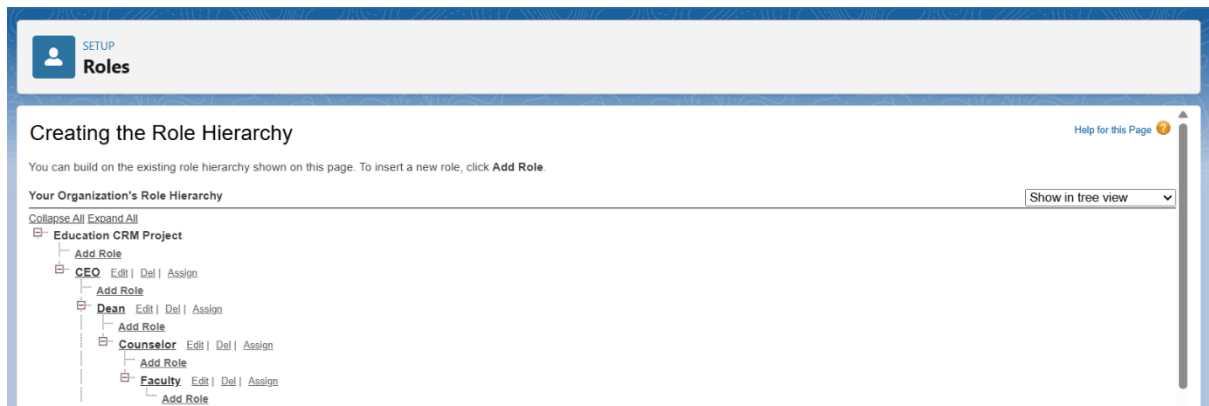 SETUP
Roles
Creating the Role Hierarchy
Help for this Page ?
You can build on the existing role hierarchy shown on this page. To insert a new role, click Add Role.
Your Organization's Role Hierarchy
Show in tree view
Collapse All Expand All
Education CRM Project
Add Role
CEO Edit | Del | Assign
Add Role
Dean Edit | Del | Assign
Add Role
Counselor Edit | Del | Assign
Add Role
Faculty Edit | Del | Assign
Add Role